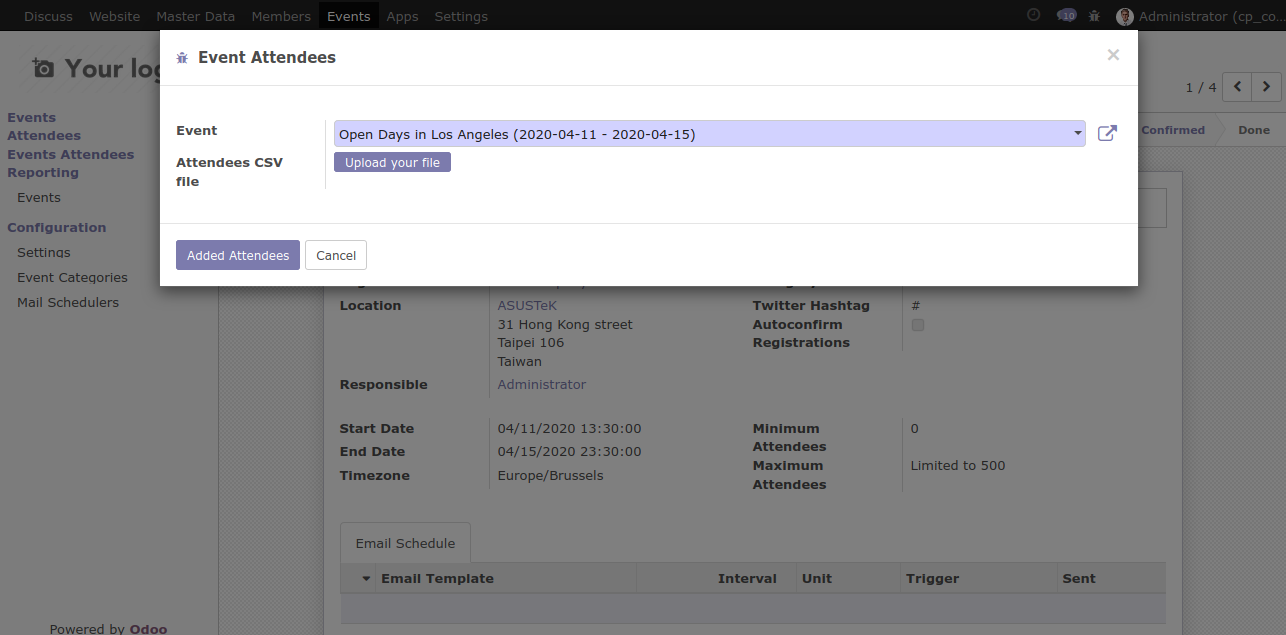 Discuss Website Master Data Members Events Apps Settings 10 Administrator (cp_co...
Your log
Event Attendees ×
1 / 4
Events
Attendees
Events Attendees
Reporting
Events
Configuration
Settings
Event Categories
Mail Schedulers
Event Open Days in Los Angeles (2020-04-11 - 2020-04-15)
Attendees CSV
file
Upload your file
Added Attendees Cancel
Confirmed Done
Location ASUSTeK
31 Hong Kong street
Taipei 106
Taiwan
Responsible Administrator
Twitter Hashtag #
Autoconfirm
Registrations
Start Date 04/11/2020 13:30:00
End Date 04/15/2020 23:30:00
Timezone Europe/Brussels
Minimum
Attendees
0
Maximum
Attendees
Limited to 500
Email Schedule
Email Template Interval Unit Trigger Sent
Powered by Odoo